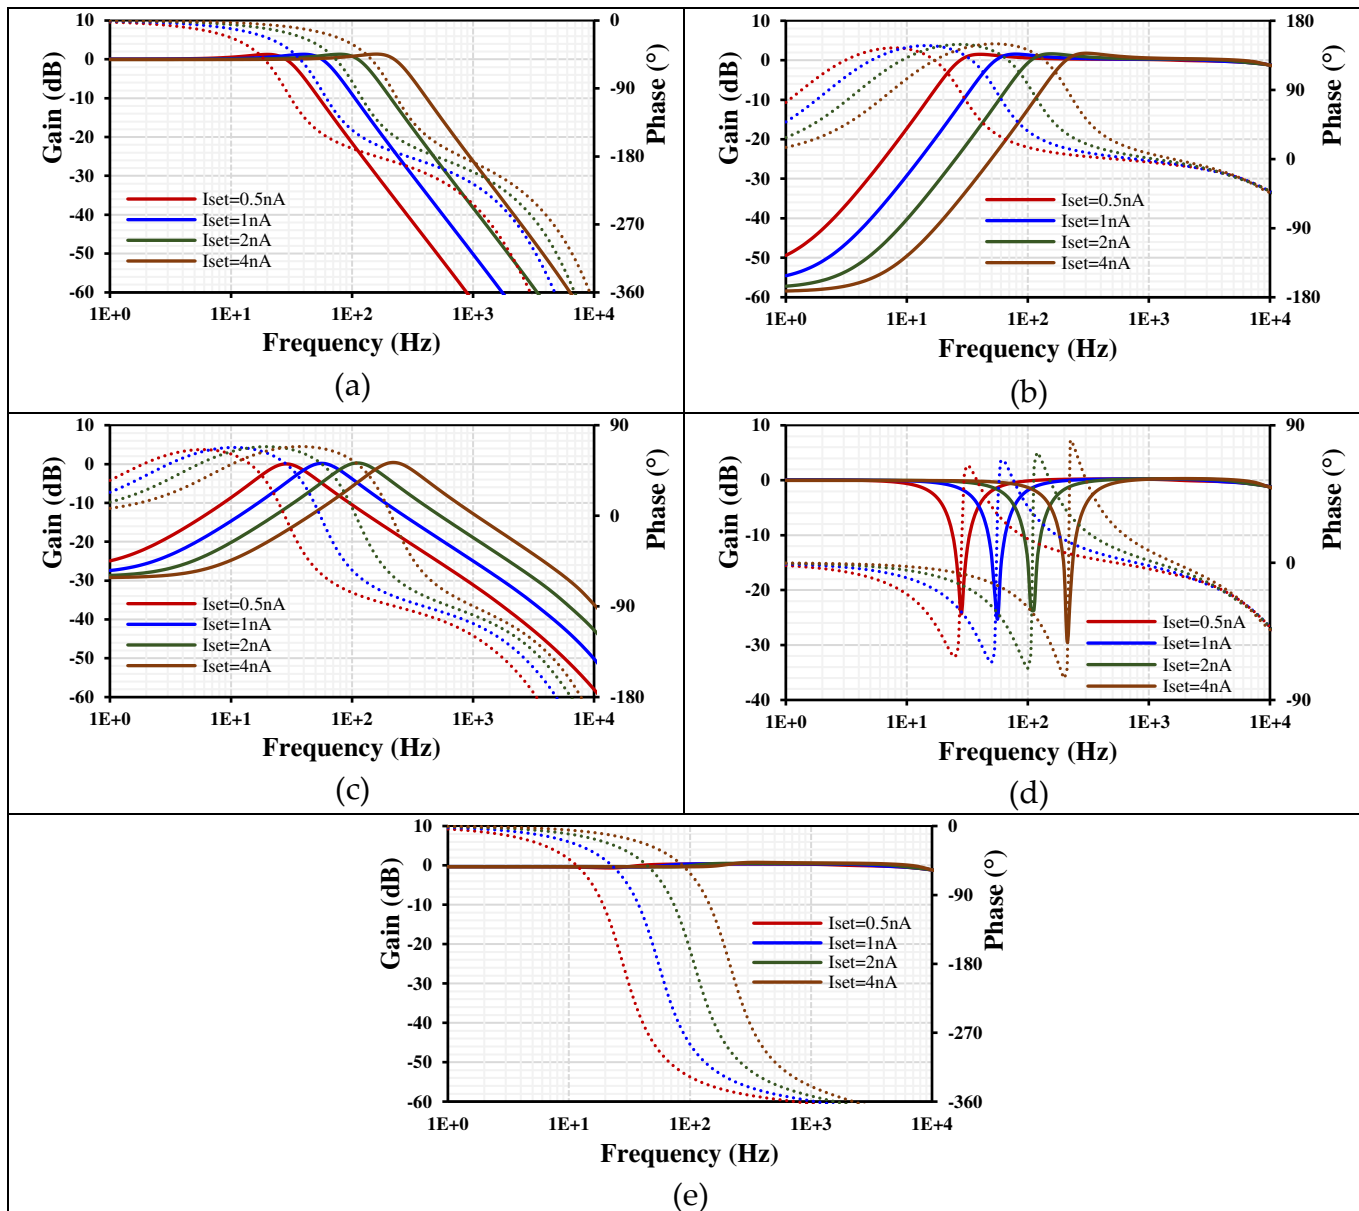 10
0
-10
-20
-30
-40
-50
-60
Gain (dB)
0
-90
-180
-270
-360
Phase (°)
Iset=0.5nA
Iset=1nA
Iset=2nA
Iset=4nA
1E+0 1E+1 1E+2 1E+3 1E+4
Frequency (Hz)
(a)
10
0
-10
-20
-30
-40
-50
-60
Gain (dB)
180
90
0
-90
-180
Phase (°)
Iset=0.5nA
Iset=1nA
Iset=2nA
Iset=4nA
1E+0 1E+1 1E+2 1E+3 1E+4
Frequency (Hz)
(b)
10
0
-10
-20
-30
-40
-50
-60
Gain (dB)
90
0
-90
-180
Phase (°)
Iset=0.5nA
Iset=1nA
Iset=2nA
Iset=4nA
1E+0 1E+1 1E+2 1E+3 1E+4
Frequency (Hz)
(c)
10
0
-10
-20
-30
-40
Gain (dB)
90
0
-90
Phase (°)
Iset=0.5nA
Iset=1nA
Iset=2nA
Iset=4nA
1E+0 1E+1 1E+2 1E+3 1E+4
Frequency (Hz)
(d)
10
0
-10
-20
-30
-40
-50
-60
Gain (dB)
0
-90
-180
-270
-360
Phase (°)
Iset=0.5nA
Iset=1nA
Iset=2nA
Iset=4nA
1E+0 1E+1 1E+2 1E+3 1E+4
Frequency (Hz)
(e)